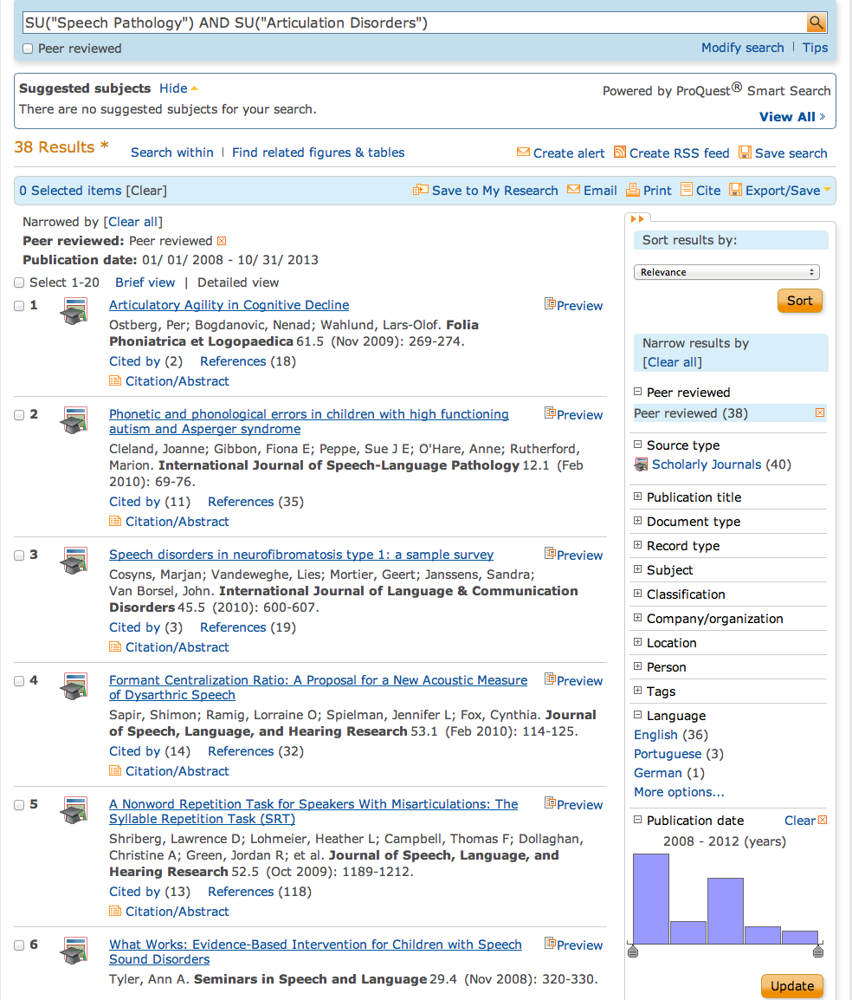 SU("Speech Pathology") AND SU("Articulation Disorders")
Peer reviewed
Modify search | Tips
Suggested subjects Hide
Powered by ProQuest® Smart Search
There are no suggested subjects for your search.
View All >
38 Results *
Search within | Find related figures & tables
Create alert Create RSS feed Save search
0 Selected items [Clear]
Save to My Research Email Print Cite Export/Save
Narrowed by [Clear all]
Peer reviewed: Peer reviewed
Publication date: 01/ 01/ 2008 - 10/ 31/ 2013
Select 1-20 Brief view | Detailed view
1 Articulatory Agility in Cognitive Decline
Preview
Ostberg, Per; Bogdanovic, Nenad; Wahlund, Lars-Olof. Folia
Phoniatrica et Logopaedica 61.5 (Nov 2009): 269-274.
Cited by (2) References (18)
Citation/Abstract
2 Phonetic and phonological errors in children with high functioning
autism and Asperger syndrome
Preview
Cleland, Joanne; Gibbon, Fiona E; Peppe, Sue J E; O'Hare, Anne; Rutherford,
Marion. International Journal of Speech-Language Pathology 12.1 (Feb
2010): 69-76.
Cited by (11) References (35)
Citation/Abstract
3 Speech disorders in neurofibromatosis type 1: a sample survey
Preview
Cosyns, Marjan; Vandeweghe, Lies; Mortier, Geert; Janssens, Sandra;
Van Borsel, John. International Journal of Language & Communication
Disorders 45.5 (2010): 600-607.
Cited by (3) References (19)
Citation/Abstract
4 Formant Centralization Ratio: A Proposal for a New Acoustic Measure
of Dysarthric Speech
Preview
Sapir, Shimon; Ramig, Lorraine O; Spielman, Jennifer L; Fox, Cynthia. Journal
of Speech, Language, and Hearing Research 53.1 (Feb 2010): 114-125.
Cited by (14) References (32)
Citation/Abstract
5 A Nonword Repetition Task for Speakers With Misarticulations: The
Syllable Repetition Task (SRT)
Preview
Shriberg, Lawrence D; Lohmeier, Heather L; Campbell, Thomas F; Dollaghan,
Christine A; Green, Jordan R; et al. Journal of Speech, Language, and
Hearing Research 52.5 (Oct 2009): 1189-1212.
Cited by (13) References (118)
Citation/Abstract
6 What Works: Evidence-Based Intervention for Children with Speech
Sound Disorders
Preview
Tyler, Ann A. Seminars in Speech and Language 29.4 (Nov 2008): 320-330.
Sort results by:
Relevance
Sort
Narrow results by
[Clear all]
Peer reviewed
Peer reviewed (38)
Source type
Scholarly Journals (40)
Publication title
Document type
Record type
Subject
Classification
Company/organization
Location
Person
Tags
Language
English (36)
Portuguese (3)
German (1)
More options...
Publication date Clear
2008 - 2012 (years)
Update